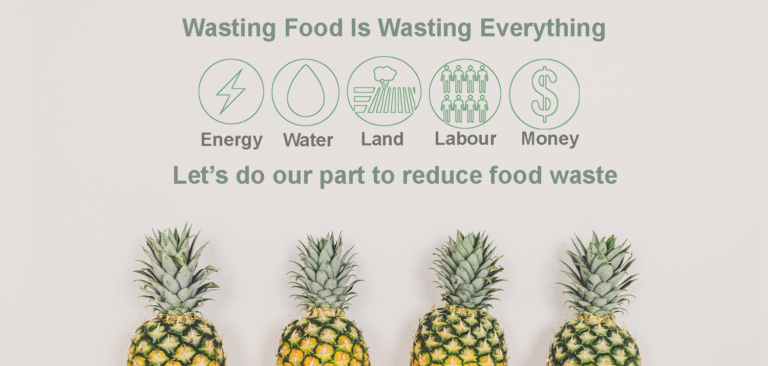 Wasting Food Is Wasting Everything
Energy Water Land Labour Money
Let's do our part to reduce food waste